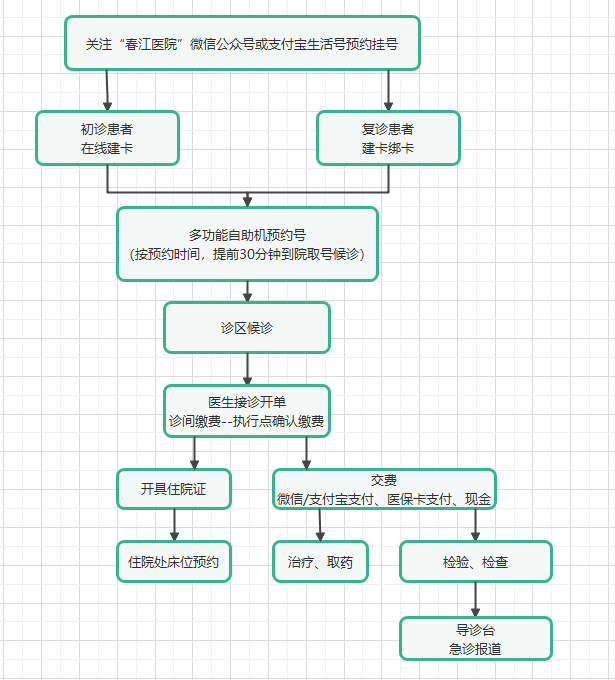 关注“春江医院”微信公众号或支付宝生活号预约挂号
初诊患者
在线建卡
复诊患者
建卡绑卡
多功能自助机预约号
（按预约时间，提前30分钟到院取号候诊）
诊区候诊
医生接诊开单
诊间缴费--执行点确认缴费
开具住院证
交费
微信/支付宝支付、医保卡支付、现金
住院处床位预约
治疗、取药
检验、检查
导诊台
急诊报道